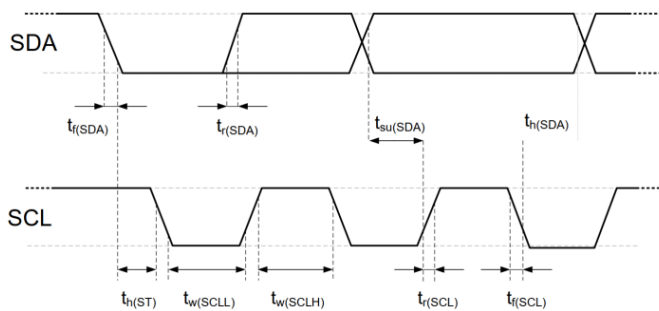 SDA
t_f(SDA) t_r(SDA) t_su(SDA) t_h(SDA)
SCL
t_h(ST) t_w(SCLL) t_w(SCLH) t_r(SCL) t_f(SCL)